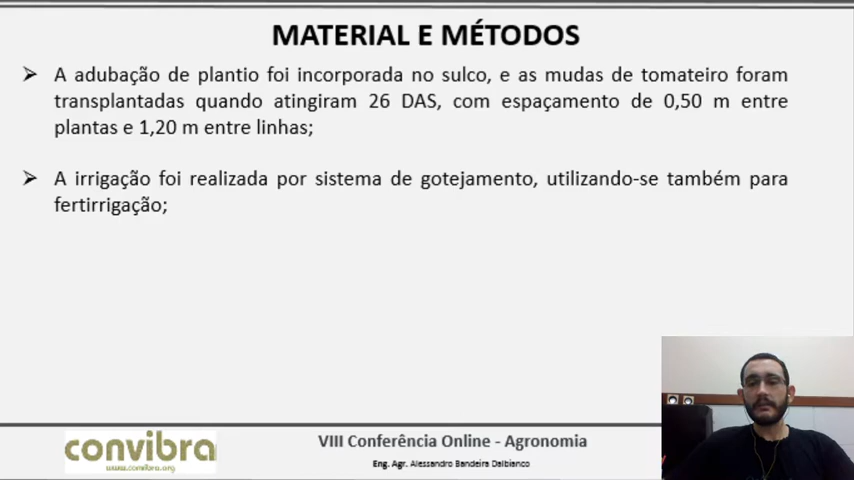 MATERIAL E MÉTODOS
A adubação de plantio foi incorporada no sulco, e as mudas de tomateiro foram
transplantadas quando atingiram 26 DAS, com espaçamento de 0,50 m entre
plantas e 1,20 m entre linhas;
A irrigação foi realizada por sistema de gotejamento, utilizando-se também para
fertirrigação;
convibra
www.convibra.org
VIII Conferência Online - Agronomia
Eng. Agr. Alessandro Bandeira Dalbianco